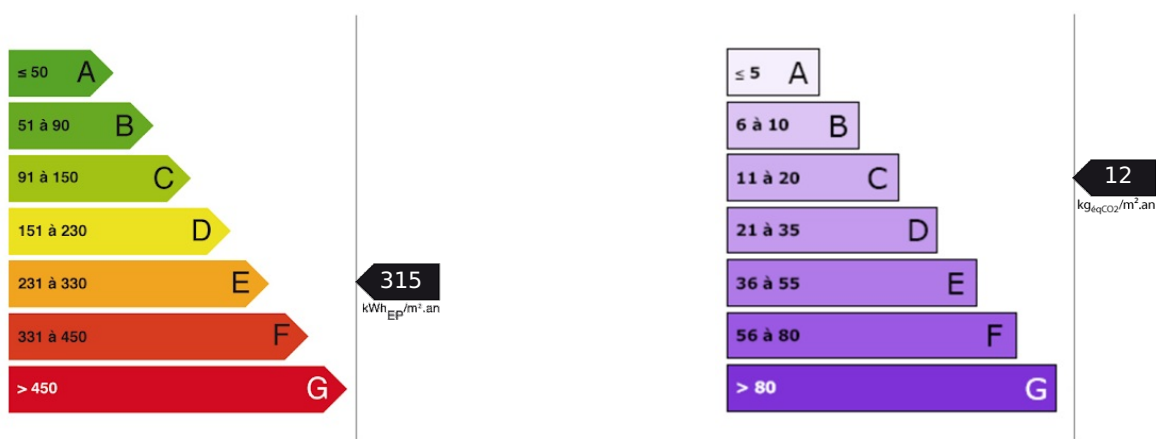 ≤ 50 A
51 à 90 B
91 à 150 C
151 à 230 D
231 à 330 E
331 à 450 F
> 450 G
315
kWhEP/m².an
≤ 5 A
6 à 10 B
11 à 20 C
21 à 35 D
36 à 55 E
56 à 80 F
> 80 G
12
kgéqCO2/m².an